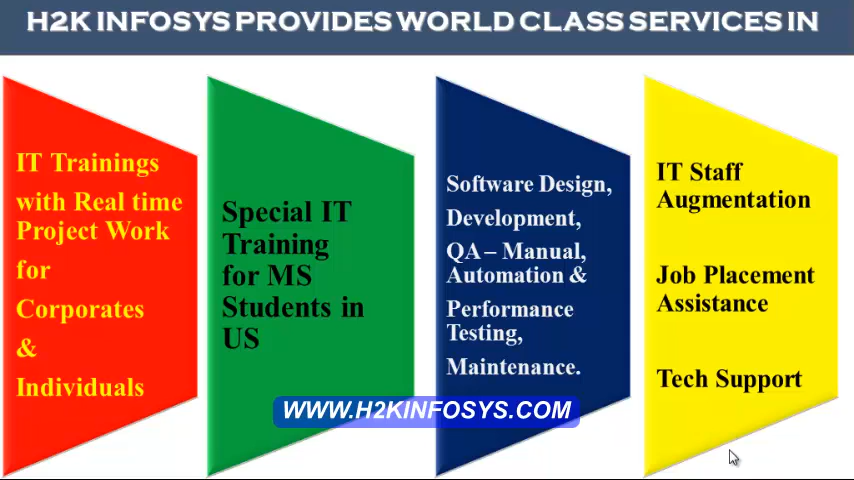 H2K INFOSYS PROVIDES WORLD CLASS SERVICES IN
IT Trainings
with Real time
Project Work
for
Corporates
&
Individuals
Special IT
Training
for MS
Students in
US
Software Design,
Development,
QA – Manual,
Automation &
Performance
Testing,
Maintenance.
IT Staff
Augmentation
Job Placement
Assistance
Tech Support
WWW.H2KINFOSYS.COM